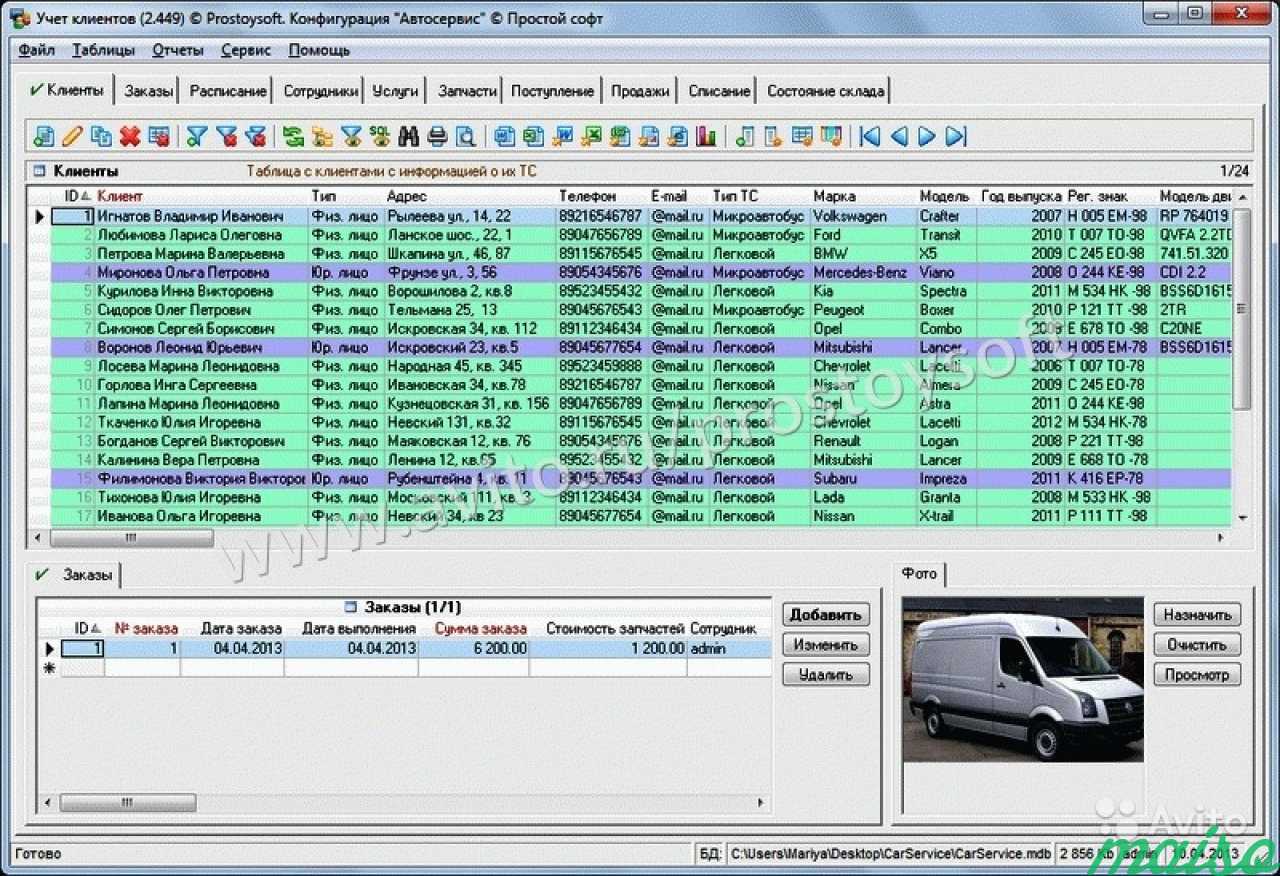 Учет клиентов (2.449) © Prostoysoft. Конфигурация "Автосервис" © Простой софт
Файл Таблицы Отчеты Сервис Помощь
Клиенты Заказы Расписание Сотрудники Услуги Запчасти Поступление Продажи Списание Состояние склада
SQL
Клиенты Таблица с клиентами с информацией о их ТС 1/24
ID Клиент Тип Адрес Телефон E-mail Тип ТС Марка Модель Год выпуска Рег. знак Модель дви
1 Игнатов Владимир Иванович Физ. лицо Рылеева ул., 14, 22 89216546787 @mail.ru Микроавтобус Volkswagen Crafter 2007 Н 005 ЕМ-98 RP 764019
2 Любимова Лариса Олеговна Физ. лицо Ланское шос., 22, 1 89047656789 @mail.ru Микроавтобус Ford Transit 2010 Т 007 ТО-98 QVFA 2.2TD
3 Петрова Марина Валерьевна Физ. лицо Шкапина ул., 46, 87 89116765​45 @mail.ru Легковой BMW X5 2009 С 245 ЕО-98 741.51.320
4 Миронова Ольга Петровна Юр. лицо Фрунзе ул., 3, 56 89054345676 @mail.ru Микроавтобус Mercedes-Benz Viano 2008 О 244 КЕ-98 CDI 2.2
5 Курилова Инна Викторовна Физ. лицо Ворошилова 2, кв.8 89523455432 @mail.ru Легковой Kia Spectra 2011 М 534 НК -98 BSS6D1615
6 Сидоров Олег Петрович Физ. лицо Тельмана 25, 13 89045676543 @mail.ru Микроавтобус Peugeot Boxer 2010 Р 121 ТТ -98 2TR
7 Симонов Сергей Борисович Физ. лицо Искровская 34, кв. 112 89112346434 @mail.ru Легковой Opel Combo 2009 Е 678 ТО -98 C20NE
8 Воронов Леонид Юрьевич Юр. лицо Искровский 23, кв.5 89045677654 @mail.ru Легковой Mitsubishi Lancer 2007 Н 005 ЕМ-78 BSS6D1615
9 Лосева Марина Леонидовна Физ. лицо Народная 45, кв. 345 89523459888 @mail.ru Легковой Chevrolet Lacetti 2006 Т 007 ТО-78
10 Горлова Инга Сергеевна Физ. лицо Ивановская 34, кв.78 89216546787 @mail.ru Легковой Nissan Almera 2009 С 245 ЕО-78
11 Лапина Марина Леонидовна Физ. лицо Кузнецовская 31, кв. 156 89047656789 @mail.ru Легковой Opel Astra 2011 О 244 КЕ-98
12 Ткаченко Юлия Игоревна Физ. лицо Невский 131, кв.32 89115676545 @mail.ru Легковой Chevrolet Lacetti 2012 М 534 НК-78
13 Богданов Сергей Викторович Физ. лицо Маяковская 12, кв. 76 89054345676 @mail.ru Легковой Renault Logan 2008 Р 221 ТТ-98
14 Калинина Вера Петровна Физ. лицо Ленина 12, кв.65 89523455432 @mail.ru Легковой Mitsubishi Lancer 2009 Е 668 ТО -78
15 Филимонова Виктория Викторов Юр. лицо Рубенштейна 4, кв. 11 89045676543 @mail.ru Легковой Subaru Impreza 2011 К 416 ЕР-78
16 Тихонова Юлия Игоревна Физ. лицо Московский 111, кв. 3 89112346434 @mail.ru Легковой Lada Granta 2008 М 533 НК -98
17 Иванова Ольга Игоревна Физ. лицо Невский 34, кв 23 89045677654 @mail.ru Легковой Nissan X-trail 2011 Р 111 ТТ -98
www.avito.ru/prostoysoft
Заказы Фото
Заказы (1/1)
ID № заказа Дата заказа Дата выполнения Сумма заказа Стоимость запчастей Сотрудник
1 1 04.04.2013 04.04.2013 6 200.00 1 200.00 admin
Добавить
Изменить
Удалить
Назначить
Очистить
Просмотр
Avito
maisa
Готово БД: C:\Users\Mariya\Desktop\CarService\CarService.mdb 2 856 Kb admin 10.04.2013